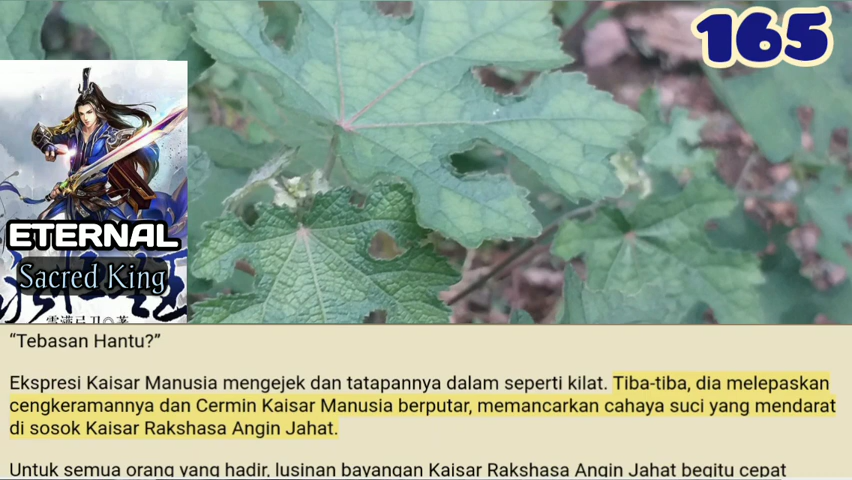 165
ETERNAL
Sacred King
“Tebasan Hantu?”
Ekspresi Kaisar Manusia mengejek dan tatapannya dalam seperti kilat. Tiba-tiba, dia melepaskan
cengkeramannya dan Cermin Kaisar Manusia berputar, memancarkan cahaya suci yang mendarat
di sosok Kaisar Rakshasa Angin Jahat.
Untuk semua orang yang hadir, lusinan bayangan Kaisar Rakshasa Angin Jahat begitu cepat